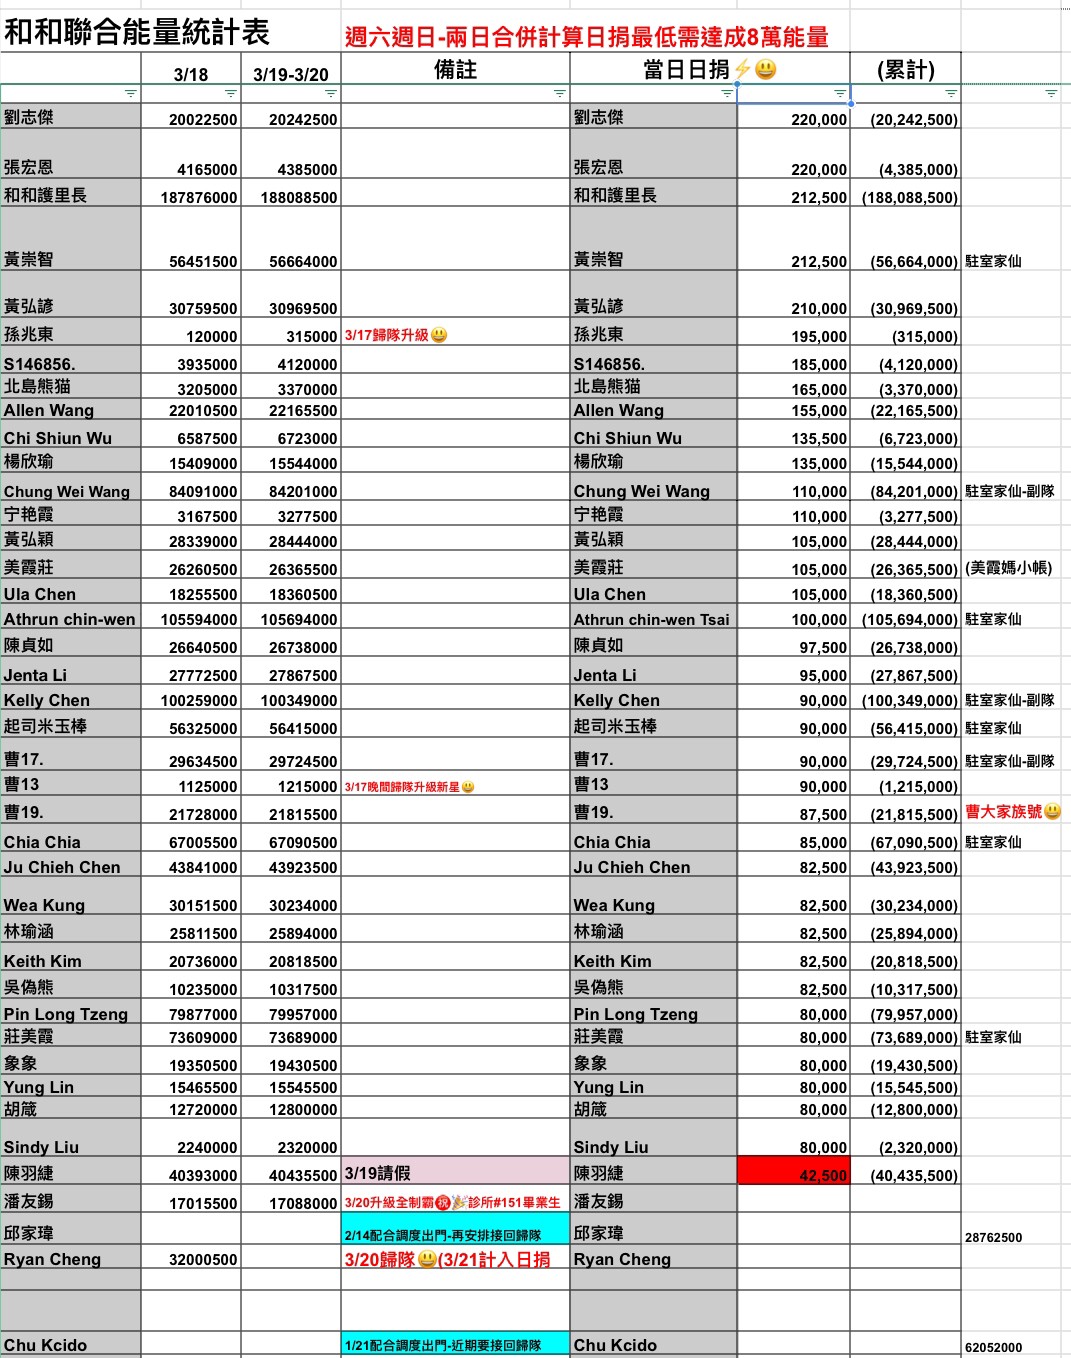 和和聯合能量統計表 週六週日-兩日合併計算日捐最低需達成8萬能量
3/18 3/19-3/20 備註 當日日捐⚡😃 (累計)
劉志傑 20022500 20242500 劉志傑 220,000 (20,242,500)
張宏恩 4165000 4385000 張宏恩 220,000 (4,385,000)
和和護里長 187876000 188088500 和和護里長 212,500 (188,088,500)
黃崇智 56451500 56664000 黃崇智 212,500 (56,664,000) 駐室家仙
黃弘諺 30759500 30969500 黃弘諺 210,000 (30,969,500)
孫兆東 120000 315000 3/17歸隊升級😃 孫兆東 195,000 (315,000)
S146856. 3935000 4120000 S146856. 185,000 (4,120,000)
北島熊猫 3205000 3370000 北島熊猫 165,000 (3,370,000)
Allen Wang 22010500 22165500 Allen Wang 155,000 (22,165,500)
Chi Shiun Wu 6587500 6723000 Chi Shiun Wu 135,500 (6,723,000)
楊欣瑜 15409000 15544000 楊欣瑜 135,000 (15,544,000)
Chung Wei Wang 84091000 84201000 Chung Wei Wang 110,000 (84,201,000) 駐室家仙-副隊
宁艳霞 3167500 3277500 宁艳霞 110,000 (3,277,500)
黃弘穎 28339000 28444000 黃弘穎 105,000 (28,444,000)
美霞莊 26260500 26365500 美霞莊 105,000 (26,365,500) (美霞媽小帳)
Ula Chen 18255500 18360500 Ula Chen 105,000 (18,360,500)
Athrun chin-wen 105594000 105694000 Athrun chin-wen Tsai 100,000 (105,694,000) 駐室家仙
陳貞如 26640500 26738000 陳貞如 97,500 (26,738,000)
Jenta Li 27772500 27867500 Jenta Li 95,000 (27,867,500)
Kelly Chen 100259000 100349000 Kelly Chen 90,000 (100,349,000) 駐室家仙-副隊
起司米玉棒 56325000 56415000 起司米玉棒 90,000 (56,415,000) 駐室家仙
曹17. 29634500 29724500 曹17. 90,000 (29,724,500) 駐室家仙-副隊
曹13 1125000 1215000 3/17晚間歸隊升級新星😃 曹13 90,000 (1,215,000)
曹19. 21728000 21815500 曹19. 87,500 (21,815,500) 曹大家族號😃
Chia Chia 67005500 67090500 Chia Chia 85,000 (67,090,500) 駐室家仙
Ju Chieh Chen 43841000 43923500 Ju Chieh Chen 82,500 (43,923,500)
Wea Kung 30151500 30234000 Wea Kung 82,500 (30,234,000)
林瑜涵 25811500 25894000 林瑜涵 82,500 (25,894,000)
Keith Kim 20736000 20818500 Keith Kim 82,500 (20,818,500)
吳偽熊 10235000 10317500 吳偽熊 82,500 (10,317,500)
Pin Long Tzeng 79877000 79957000 Pin Long Tzeng 80,000 (79,957,000)
莊美霞 73609000 73689000 莊美霞 80,000 (73,689,000) 駐室家仙
象象 19350500 19430500 象象 80,000 (19,430,500)
Yung Lin 15465500 15545500 Yung Lin 80,000 (15,545,500)
胡箴 12720000 12800000 胡箴 80,000 (12,800,000)
Sindy Liu 2240000 2320000 Sindy Liu 80,000 (2,320,000)
陳羽緁 40393000 40435500 3/19請假 陳羽緁 42,500 (40,435,500)
潘友錫 17015500 17088000 3/20升級全制霸㊗️🎉診所#151畢業生 潘友錫
邱家瑋 2/14配合調度出門-再安排接回歸隊 邱家瑋 28762500
Ryan Cheng 32000500 3/20歸隊😃(3/21計入日捐 Ryan Cheng
Chu Kcido 1/21配合調度出門-近期要接回歸隊 Chu Kcido 62052000